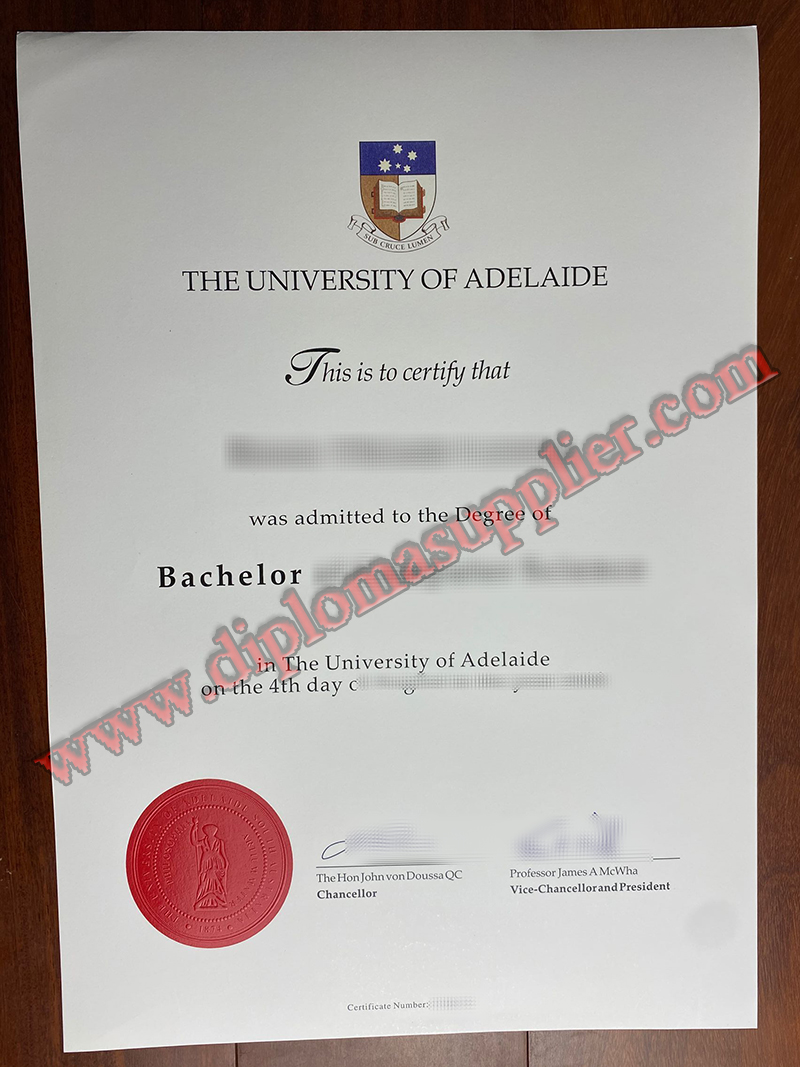 SUB CRUCE LUMEN
THE UNIVERSITY OF ADELAIDE
This is to certify that
was admitted to the Degree of
Bachelor
in The University of Adelaide
on the 4th day
www.diplomasupplier.com
1874
The Hon John von Doussa QC
Chancellor
Professor James A McWha
Vice-Chancellor and President
Certificate Number: